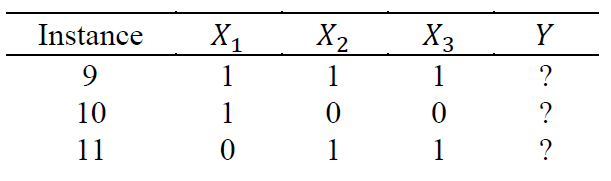 Instance X₁ X₂ X₃ Y
9 1 1 1 ?
10 1 0 0 ?
11 0 1 1 ?